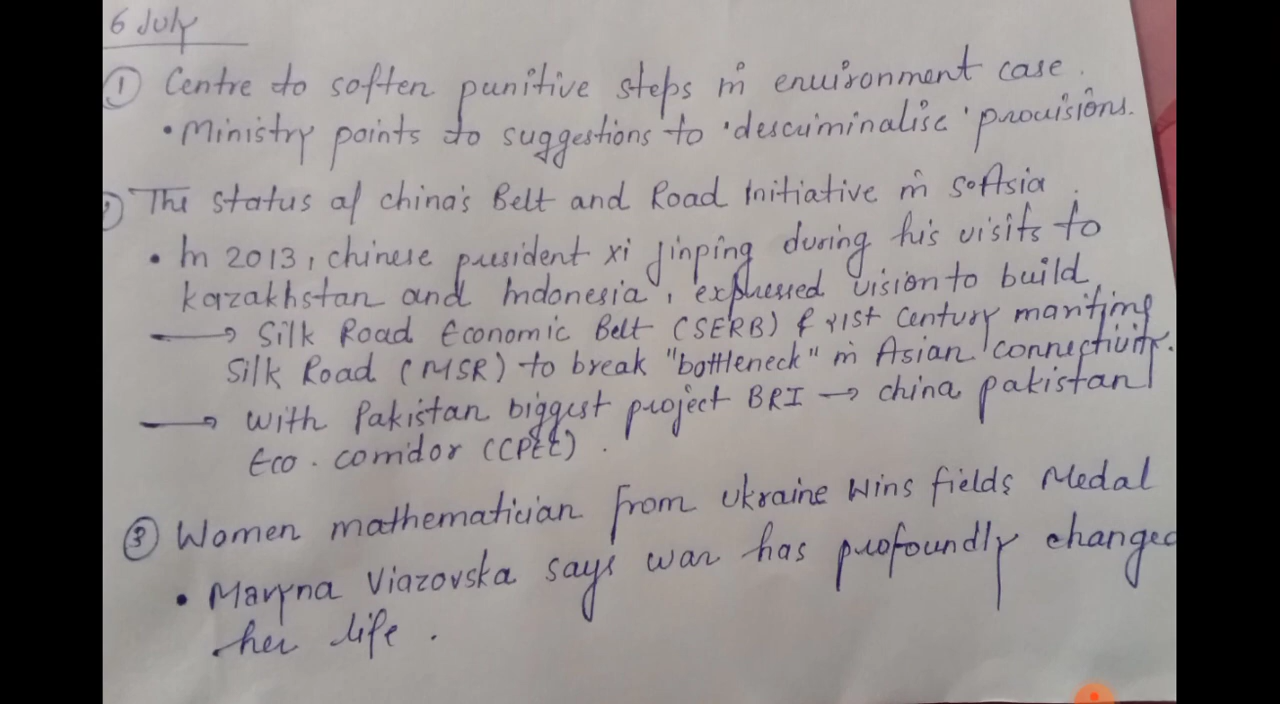 6 July
① Centre to soften punitive steps in environment case.
• Ministry points to suggestions to 'descriminalise' provisions.
The status of china's Belt and Road Initiative in S.Asia.
• In 2013, chinese president xi Jinping during his visits to
kazakhstan and Indonesia, expressed vision to build
→ Silk Road Economic Belt (SERB) & 21st Century maritime
Silk Road (MSR) to break "bottleneck" in Asian connectivity.
→ With Pakistan biggest project BRI → china pakistan
Eco. corridor (CPEC).
③ Women mathematician from Ukraine wins fields Medal
• Maryna Viazovska says war has profoundly changed
her life.